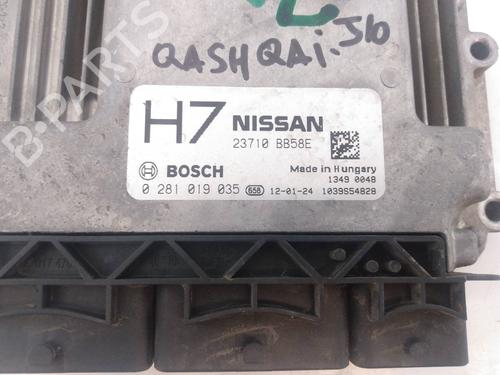 QASHQAi. J10
H7 NISSAN
23710 BB58E
BOSCH
Made in Hungary
1349 0048
0 281 019 035 658 12-01-24 1039S54828
B-PARTS